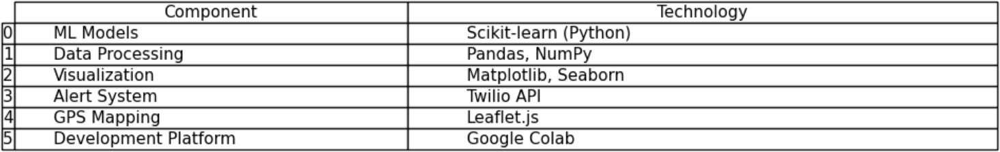 Component Technology
0 ML Models Scikit-learn (Python)
1 Data Processing Pandas, NumPy
2 Visualization Matplotlib, Seaborn
3 Alert System Twilio API
4 GPS Mapping Leaflet.js
5 Development Platform Google Colab